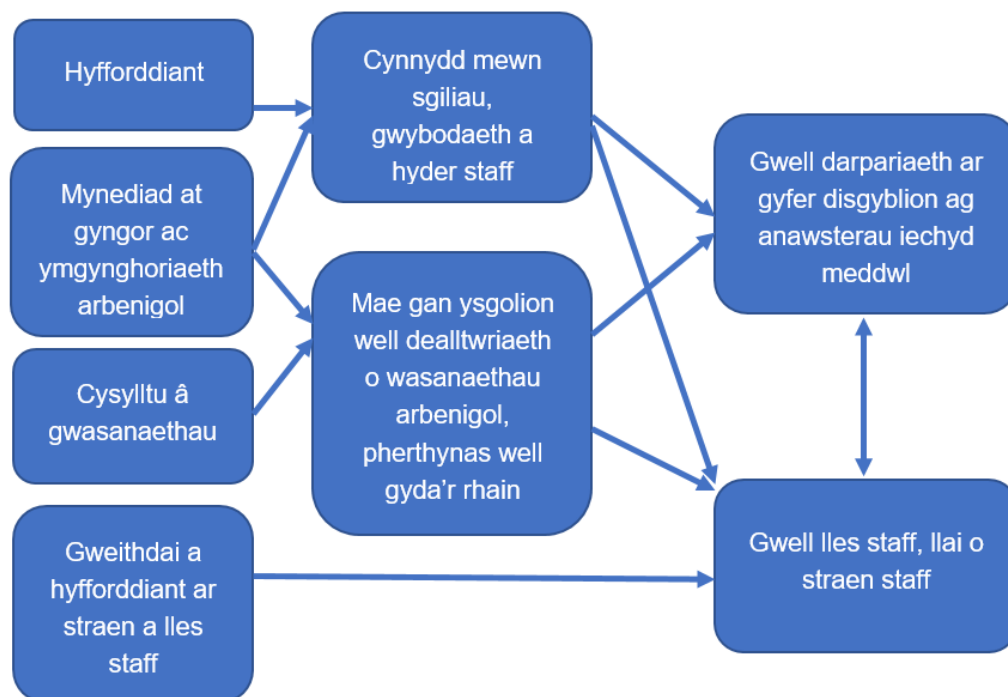 Hyfforddiant
Mynediad at
gyngor ac
ymgynghoriaeth
arbenigol
Cysylltu â
gwasanaethau
Gweithdai a
hyfforddiant ar
straen a lles
staff
Cynnydd mewn
sgiliau,
gwybodaeth a
hyder staff
Mae gan ysgolion
well dealltwriaeth
o wasanaethau
arbenigol,
pherthynas well
gyda’r rhain
Gwell darpariaeth ar
gyfer disgyblion ag
anawsterau iechyd
meddwl
Gwell lles staff, llai o
straen staff